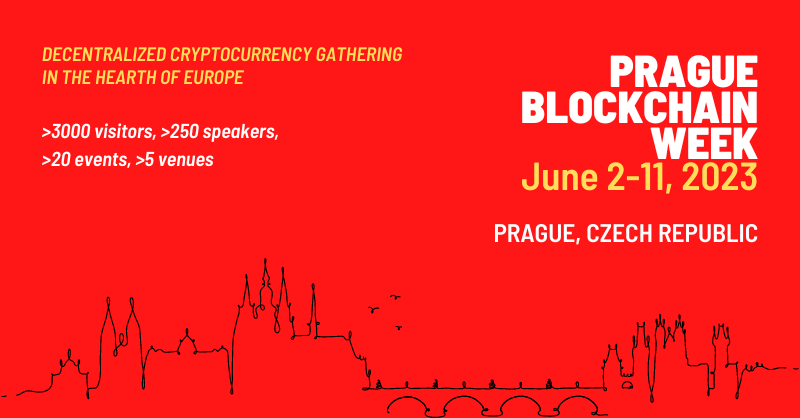 DECENTRALIZED CRYPTOCURRENCY GATHERING
IN THE HEARTH OF EUROPE
>3000 visitors, >250 speakers,
>20 events, >5 venues
PRAGUE
BLOCKCHAIN
WEEK
June 2-11, 2023
PRAGUE, CZECH REPUBLIC